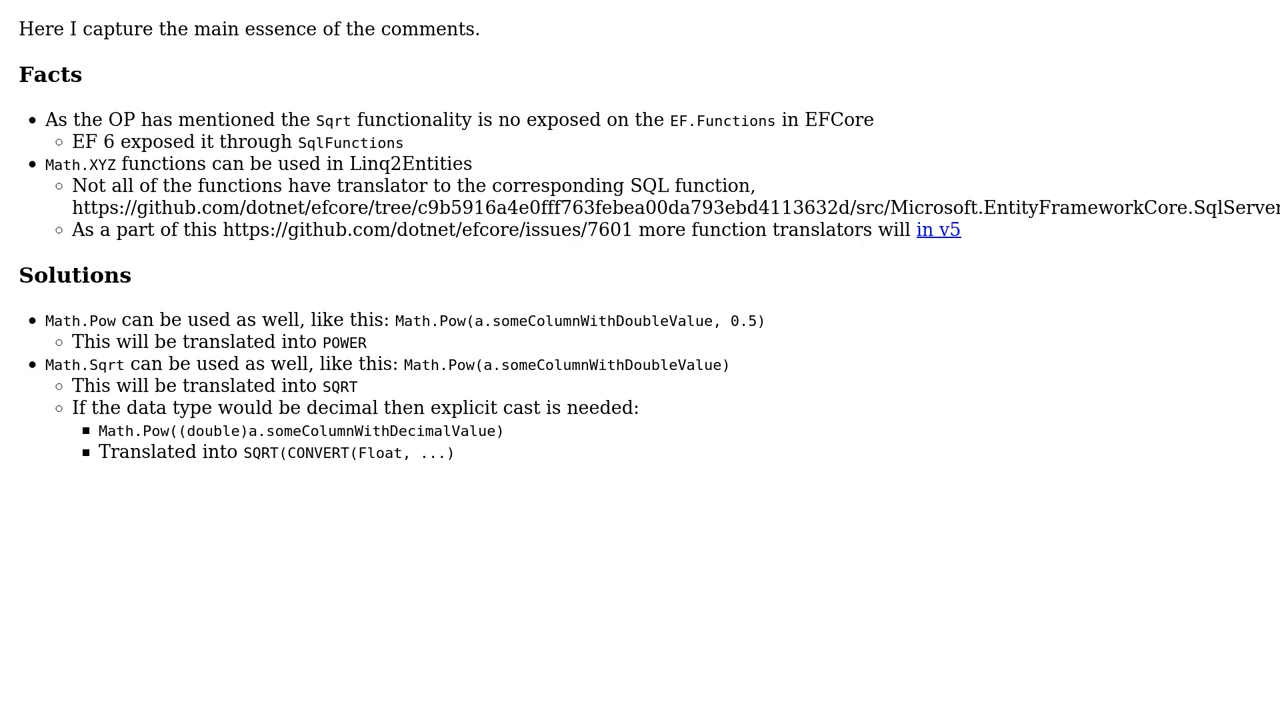 Here I capture the main essence of the comments.
Facts
As the OP has mentioned the Sqrt functionality is no exposed on the EF.Functions in EFCore
EF 6 exposed it through SqlFunctions
Math.XYZ functions can be used in Linq2Entities
Not all of the functions have translator to the corresponding SQL function,
https://github.com/dotnet/efcore/tree/c9b5916a4e0fff763febea00da793ebd4113632d/src/Microsoft.EntityFrameworkCore.SqlServer
As a part of this https://github.com/dotnet/efcore/issues/7601 more function translators will in v5
Solutions
Math.Pow can be used as well, like this: Math.Pow(a.someColumnWithDoubleValue, 0.5)
This will be translated into POWER
Math.Sqrt can be used as well, like this: Math.Pow(a.someColumnWithDoubleValue)
This will be translated into SQRT
If the data type would be decimal then explicit cast is needed:
Math.Pow((double)a.someColumnWithDecimalValue)
Translated into SQRT(CONVERT(Float, ...)